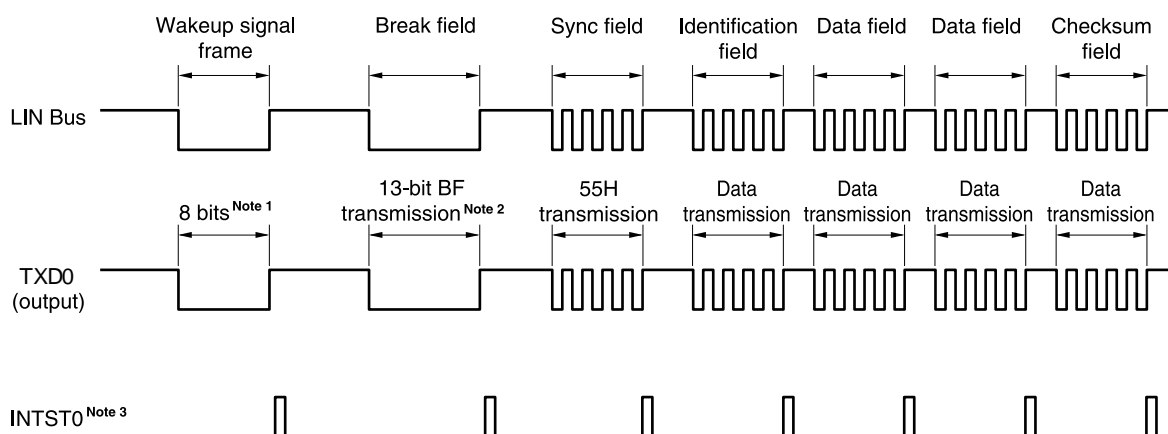 Wakeup signal frame
Break field
Sync field
Identification field
Data field
Data field
Checksum field
LIN Bus
8 bits Note 1
13-bit BF transmission Note 2
55H transmission
Data transmission
Data transmission
Data transmission
Data transmission
TXD0 (output)
INTST0 Note 3